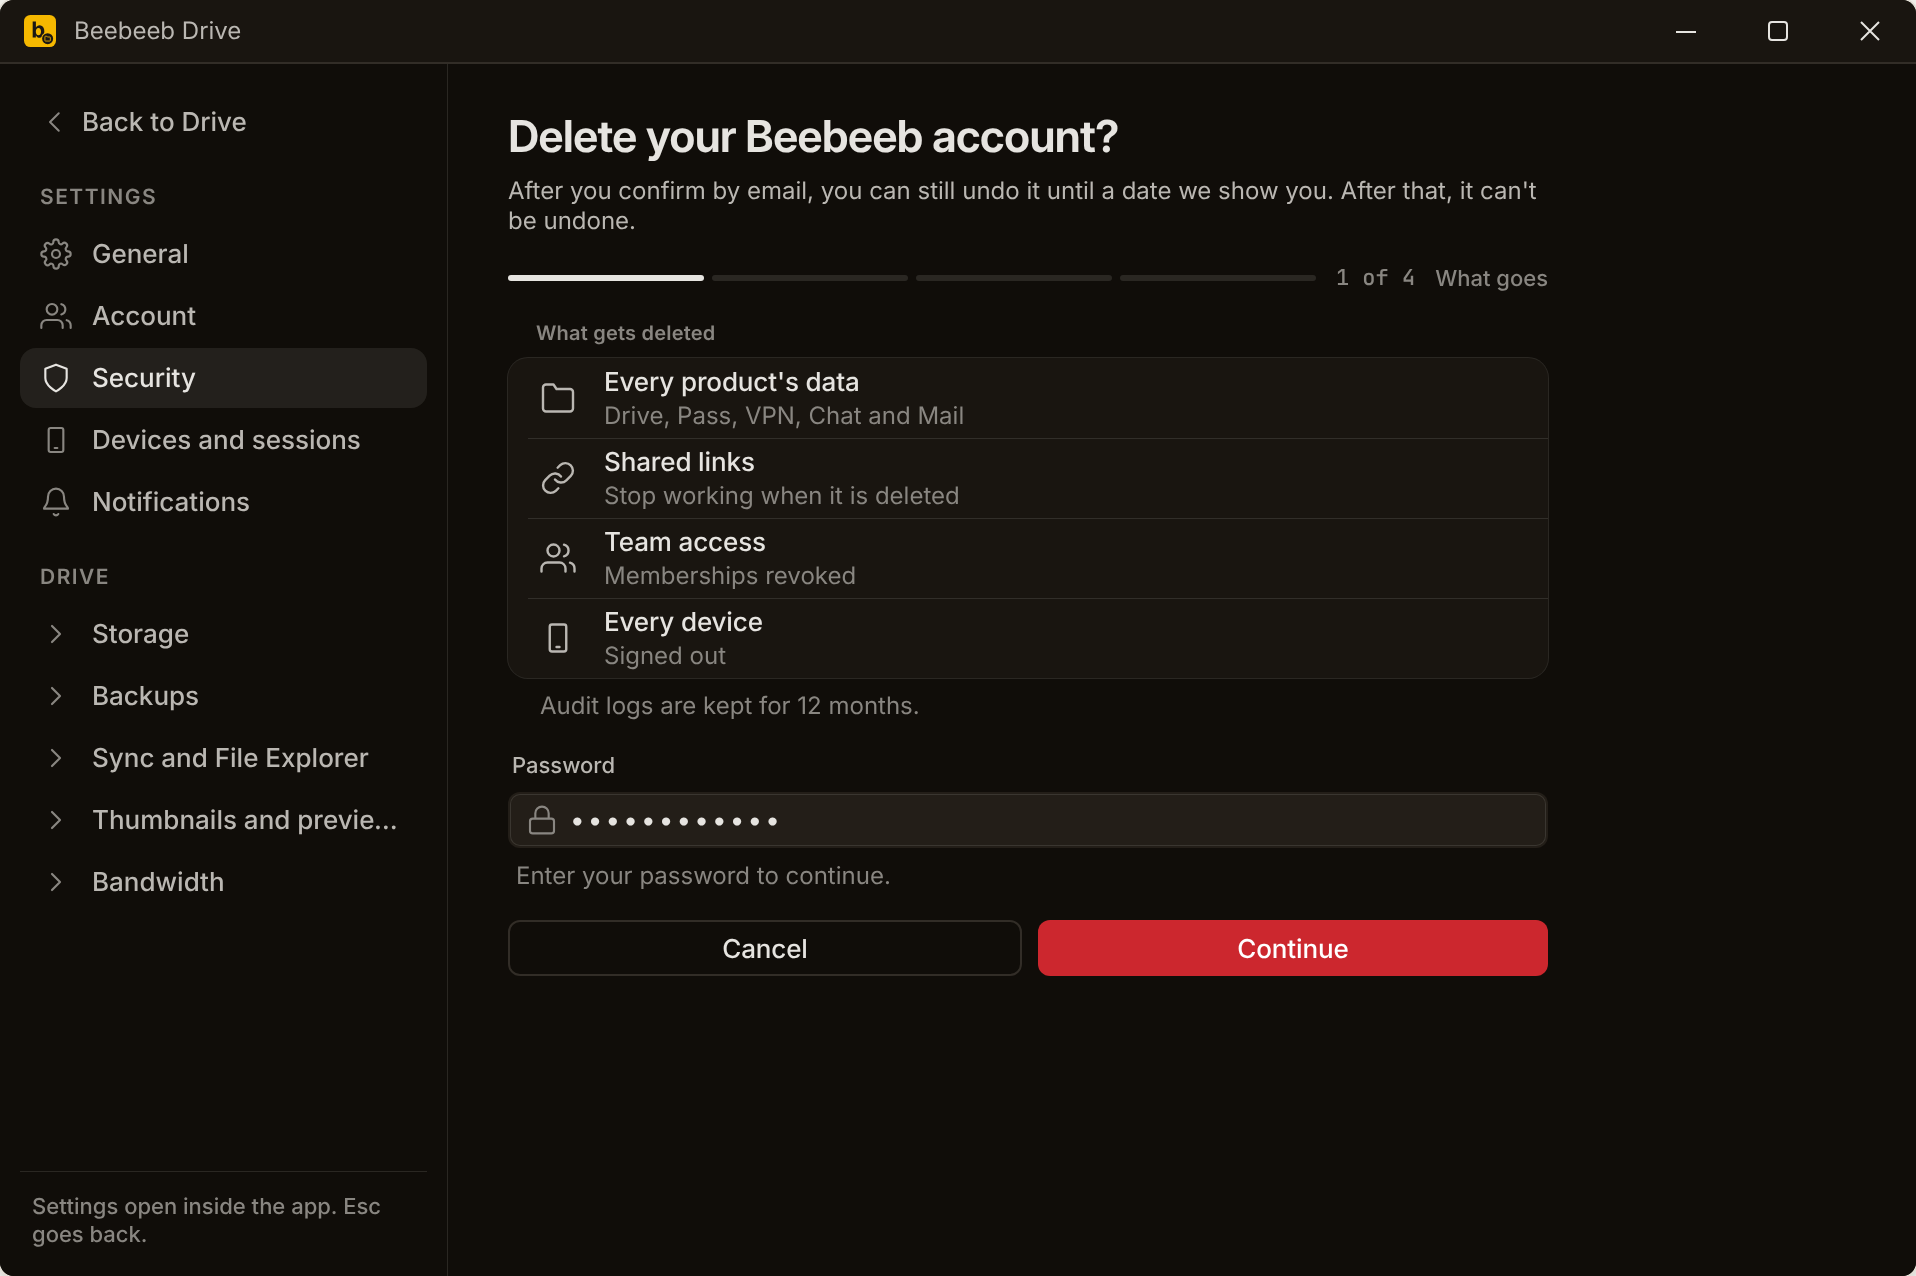 Beebeeb Drive
Back to Drive
SETTINGS
General
Account
Security
Devices and sessions
Notifications
DRIVE
Storage
Backups
Sync and File Explorer
Thumbnails and previe...
Bandwidth
Settings open inside the app. Esc
goes back.
Delete your Beebeeb account?
After you confirm by email, you can still undo it until a date we show you. After that, it can't
be undone.
1 of 4 What goes
What gets deleted
Every product's data
Drive, Pass, VPN, Chat and Mail
Shared links
Stop working when it is deleted
Team access
Memberships revoked
Every device
Signed out
Audit logs are kept for 12 months.
Password
••••••••••••
Enter your password to continue.
Cancel
Continue